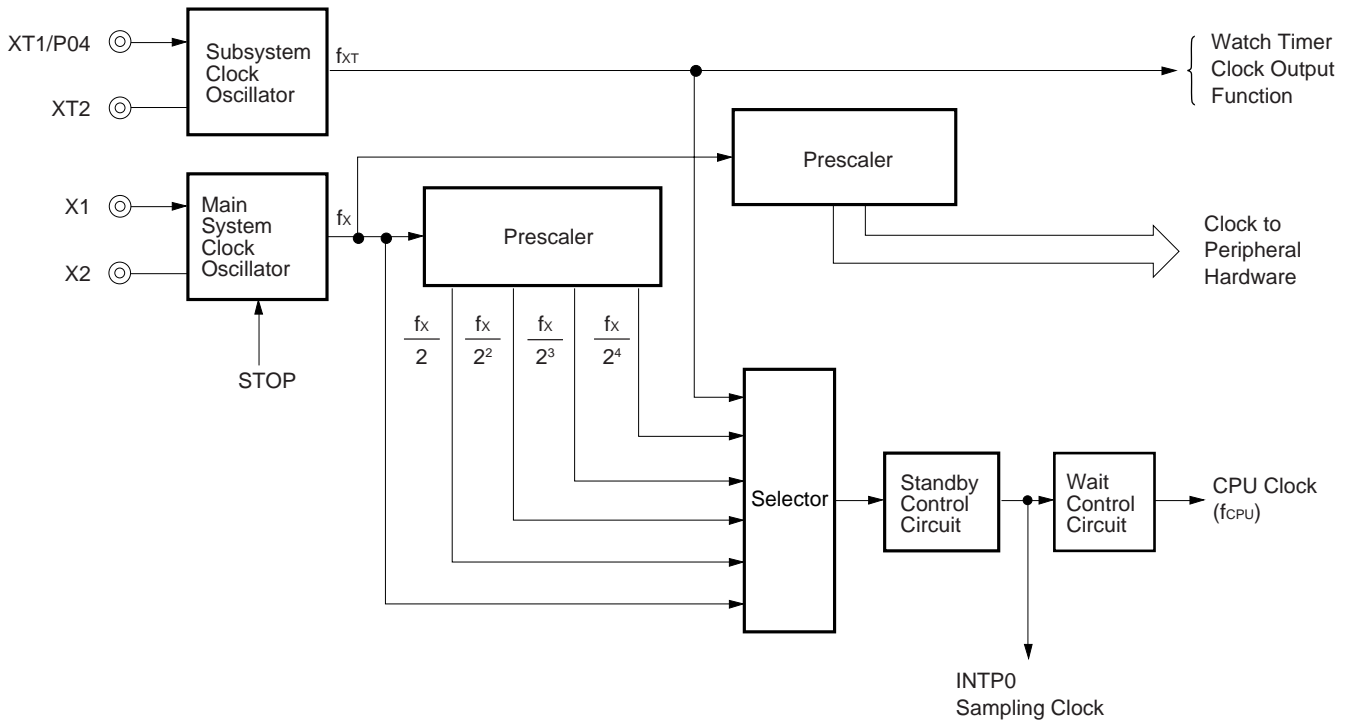 XT1/P04
XT2
Subsystem
Clock
Oscillator
fXT
Watch Timer
Clock Output
Function
Prescaler
X1
X2
Main
System
Clock
Oscillator
fX
Prescaler
Clock to
Peripheral
Hardware
STOP
fX
2
fX
2²
fX
2³
fX
2⁴
Selector
Standby
Control
Circuit
Wait
Control
Circuit
CPU Clock
(fCPU)
INTP0
Sampling Clock